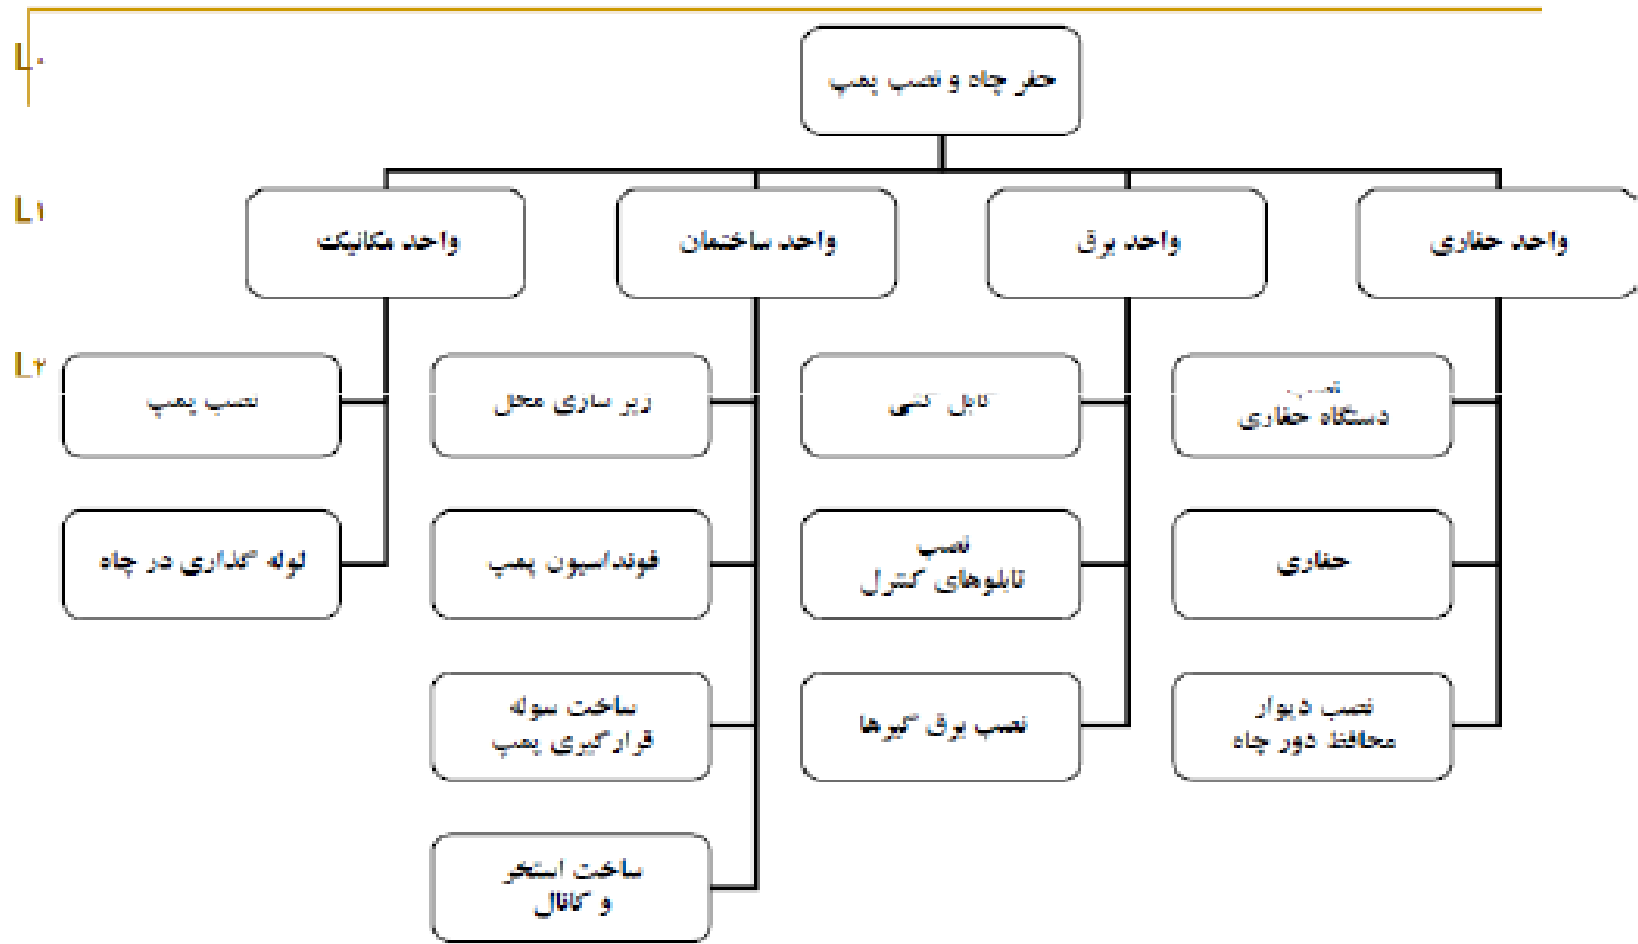 L۰
حفر چاه و نصب پمپ
L۱
واحد حفاری
واحد برق
واحد ساختمان
واحد مکانیک
L۲
نصب
دستگاه حفاری
کابل کشی
زیر سازی محل
نصب پمپ
حفاری
نصب
تابلوهای کنترل
فونداسیون پمپ
لوله گذاری در چاه
نصب دیوار
محافظ دور چاه
نصب برق گیرها
ساخت سوله
قرارگیری پمپ
ساخت استخر
و کانال